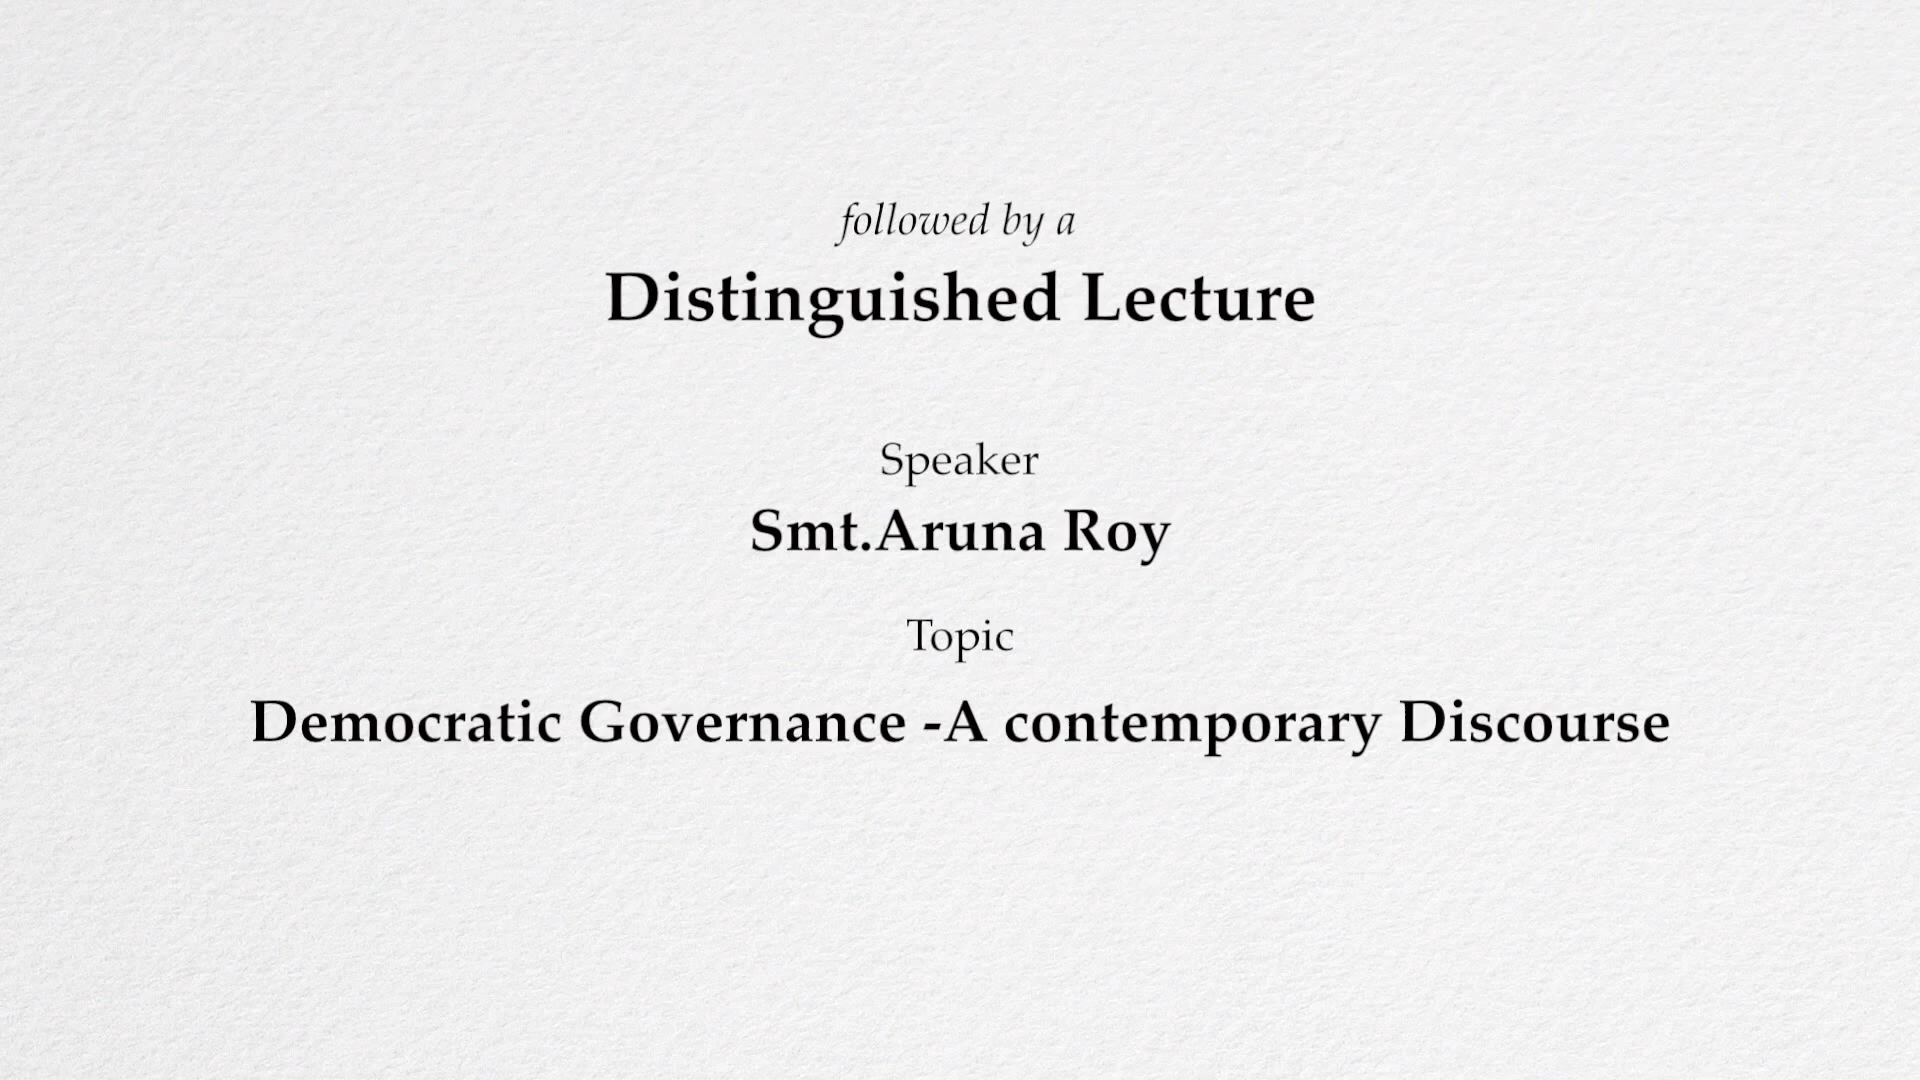 followed by a
Distinguished Lecture
Speaker
Smt.Aruna Roy
Topic
Democratic Governance -A contemporary Discourse